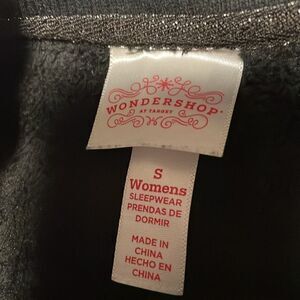 WONDERSHOP
AT TARGET
S
Womens
SLEEPWEAR
PRENDAS DE
DORMIR
MADE IN
CHINA
HECHO EN
CHINA